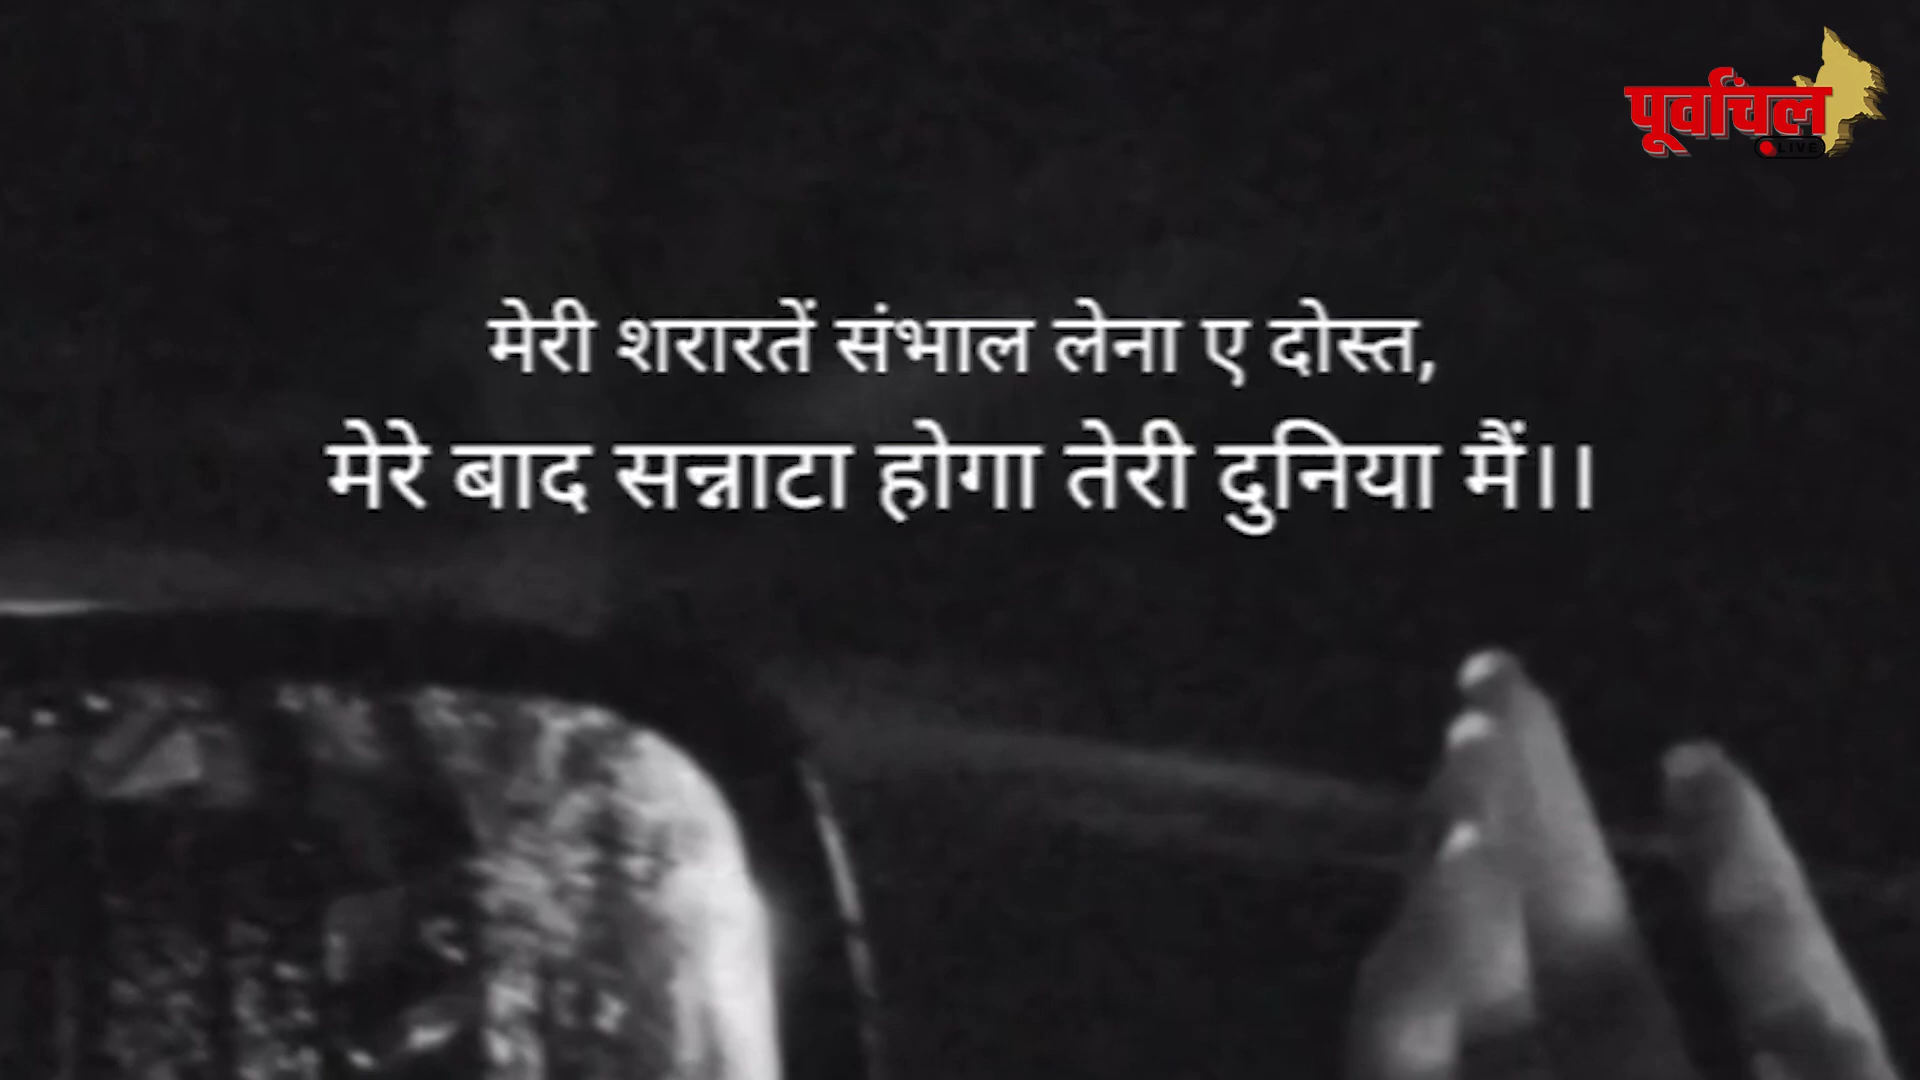 पूर्वांचल
LIVE
मेरी शरारतें संभाल लेना ए दोस्त,
मेरे बाद सन्नाटा होगा तेरी दुनिया मैं।।